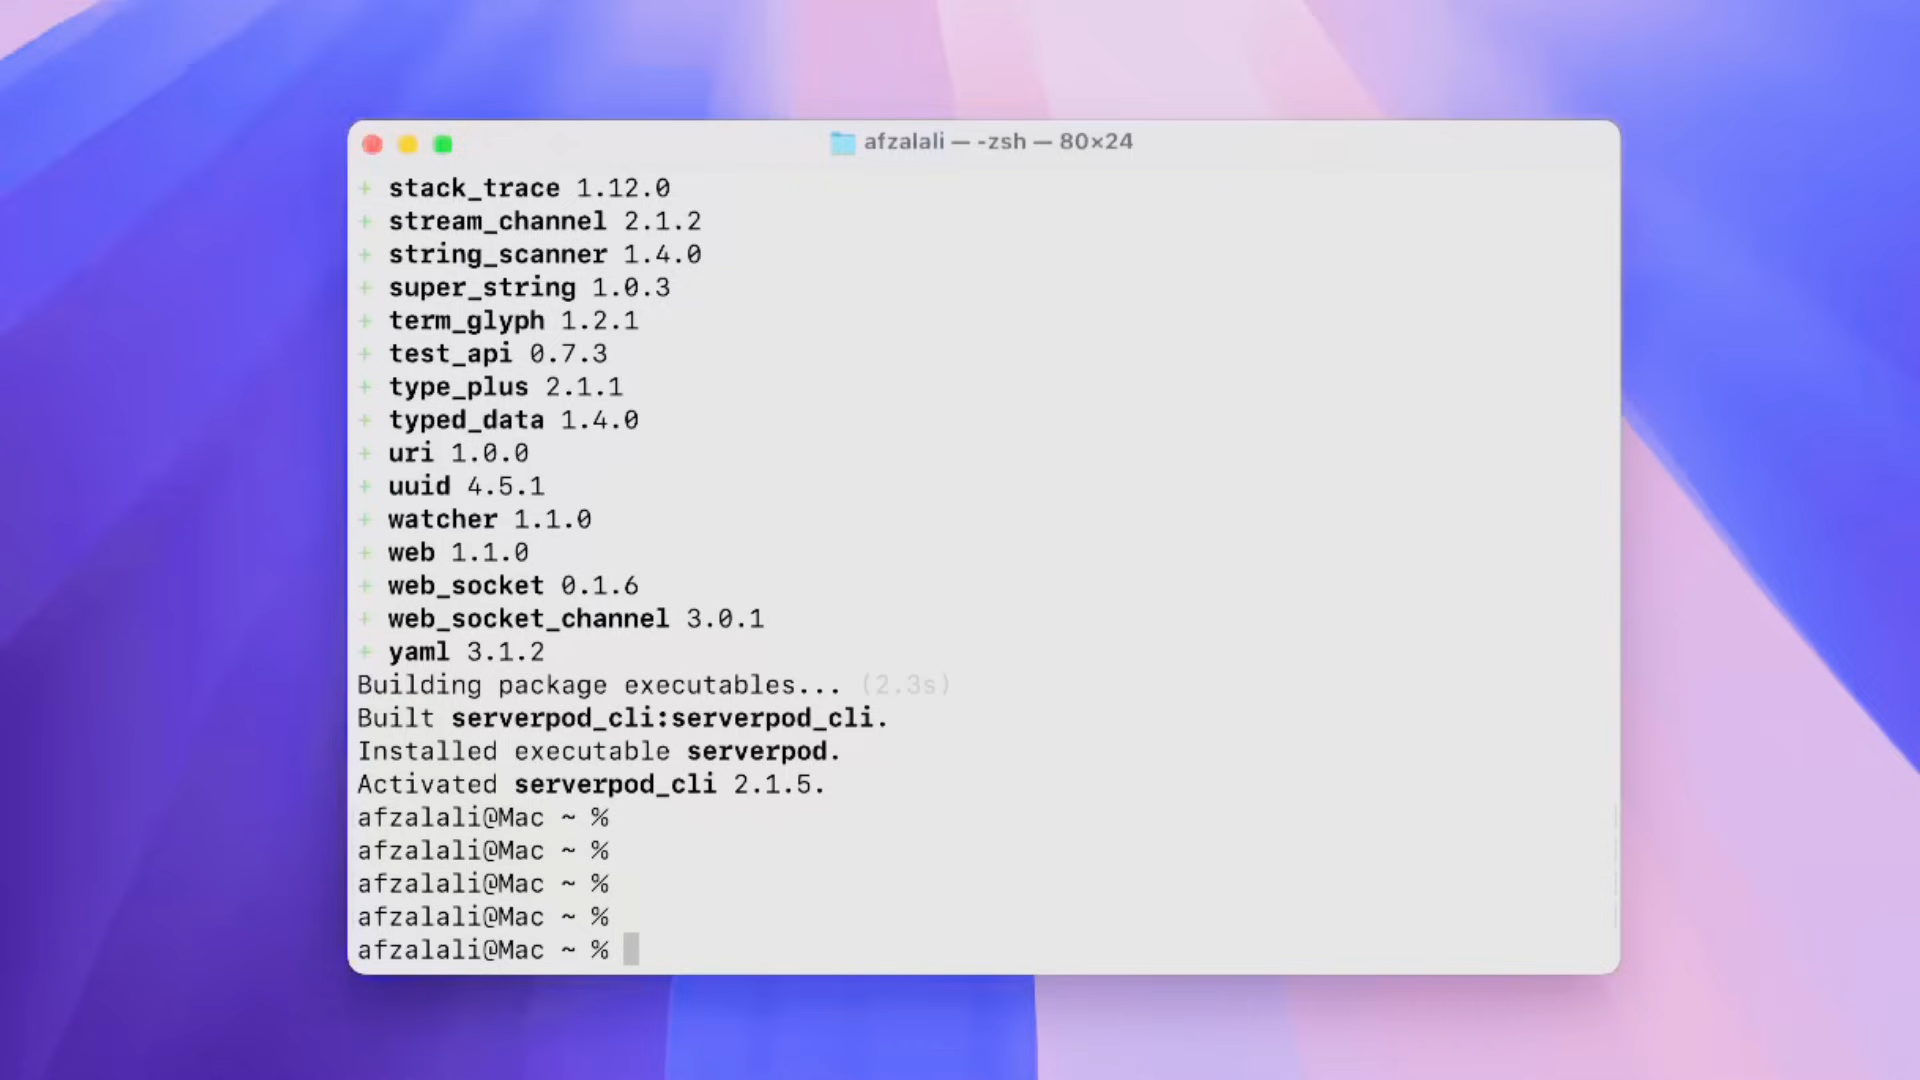 afzalali — -zsh — 80×24
+ stack_trace 1.12.0
+ stream_channel 2.1.2
+ string_scanner 1.4.0
+ super_string 1.0.3
+ term_glyph 1.2.1
+ test_api 0.7.3
+ type_plus 2.1.1
+ typed_data 1.4.0
+ uri 1.0.0
+ uuid 4.5.1
+ watcher 1.1.0
+ web 1.1.0
+ web_socket 0.1.6
+ web_socket_channel 3.0.1
+ yaml 3.1.2
Building package executables... (2.3s)
Built serverpod_cli:serverpod_cli.
Installed executable serverpod.
Activated serverpod_cli 2.1.5.
afzalali@Mac ~ %
afzalali@Mac ~ %
afzalali@Mac ~ %
afzalali@Mac ~ %
afzalali@Mac ~ %